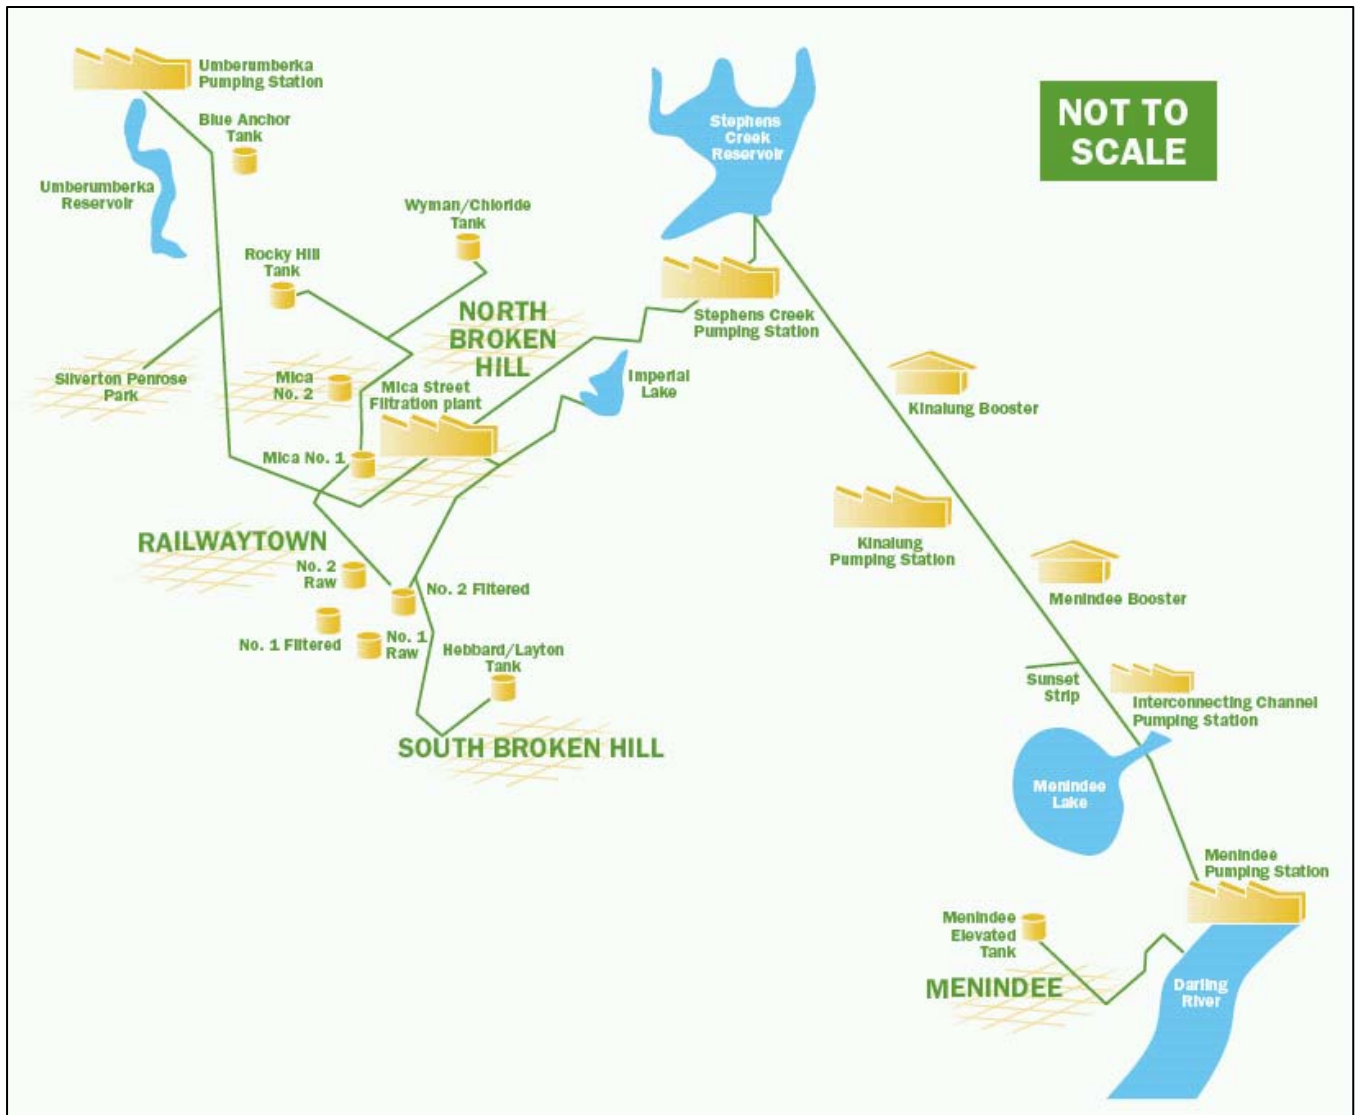 Umberumberka
Pumping Station
Blue Anchor
Tank
Umberumberka
Reservoir
Stephens
Creek
Reservoir
NOT TO
SCALE
Wyman/Chloride
Tank
Rocky Hill
Tank
NORTH
BROKEN
HILL
Stephens Creek
Pumping Station
Silverton Penrose
Park
Mica
No. 2
Mica Street
Filtration plant
Imperial
Lake
Kinalung Booster
Mica No. 1
RAILWAYTOWN
Kinalung
Pumping Station
No. 2
Raw
No. 2 Filtered
Menindee Booster
No. 1 Filtered
No. 1
Raw
Hebbard/Layton
Tank
Sunset
Strip
Interconnecting Channel
Pumping Station
SOUTH BROKEN HILL
Menindee
Lake
Menindee
Pumping Station
Menindee
Elevated
Tank
MENINDEE
Darling
River